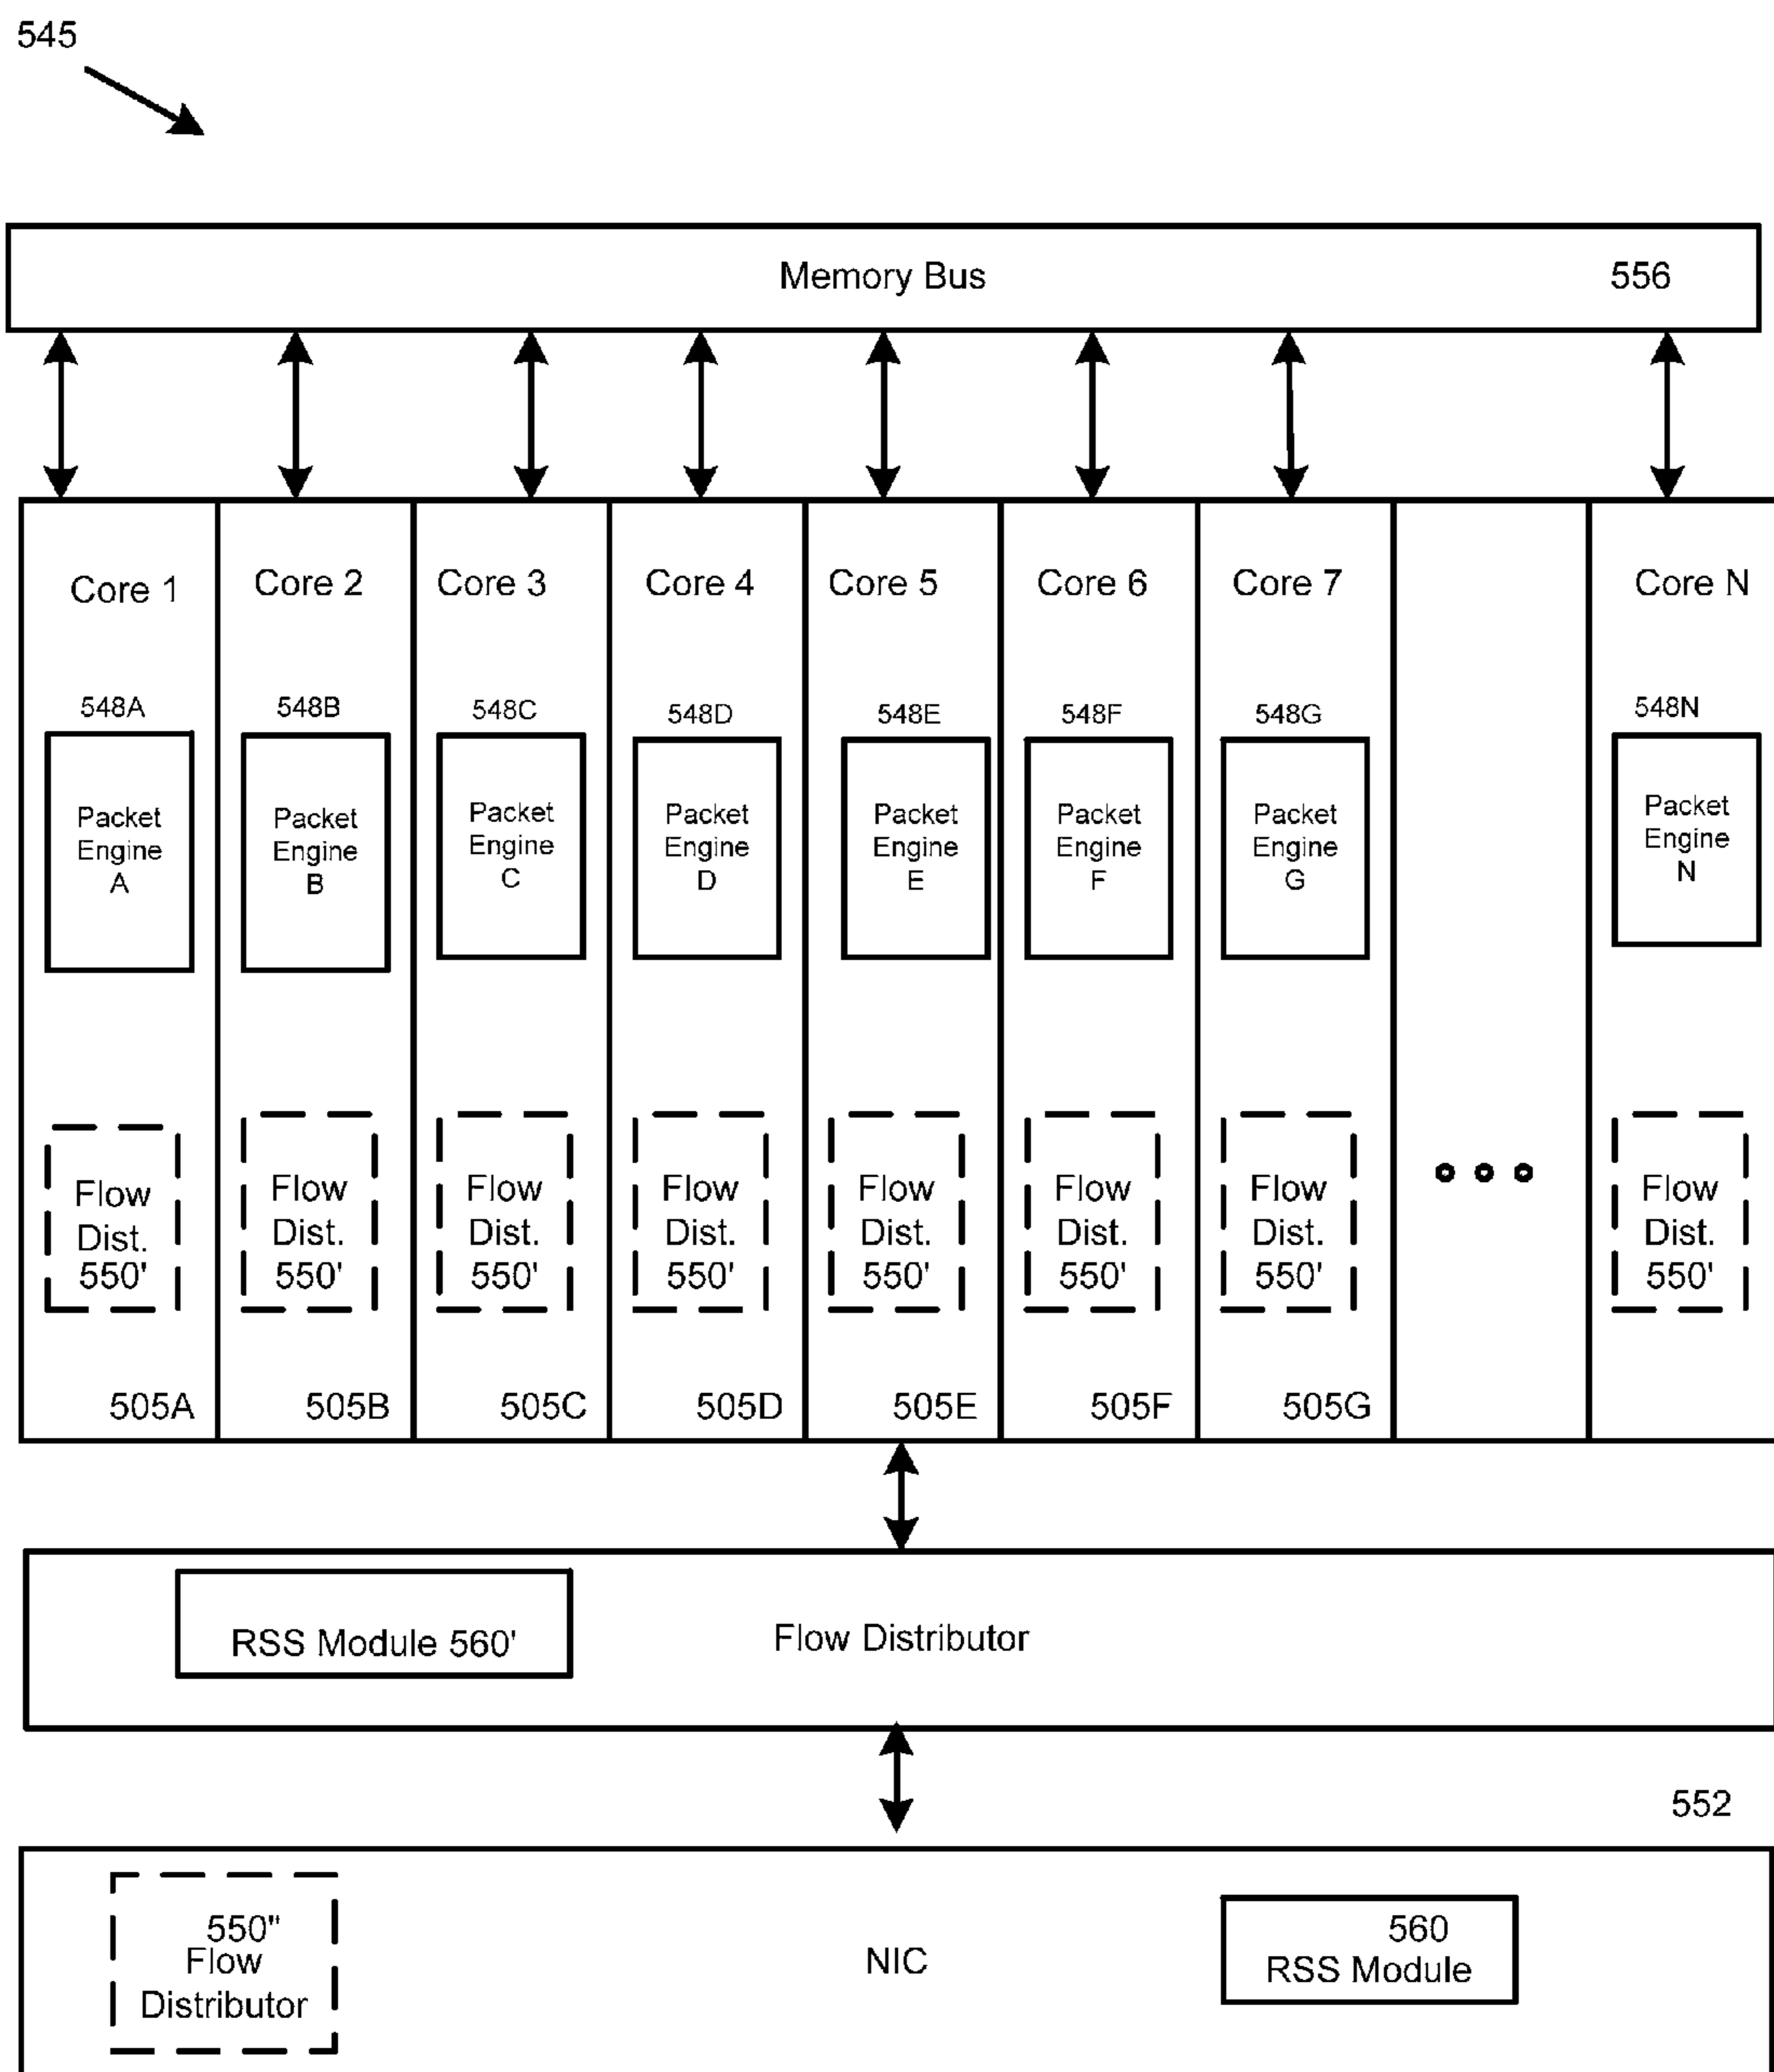 545
Memory Bus 556
Core 1 Core 2 Core 3 Core 4 Core 5 Core 6 Core 7 Core N
548A 548B 548C 548D 548E 548F 548G 548N
Packet Engine A
Packet Engine B
Packet Engine C
Packet Engine D
Packet Engine E
Packet Engine F
Packet Engine G
Packet Engine N
Flow Dist. 550'
Flow Dist. 550'
Flow Dist. 550'
Flow Dist. 550'
Flow Dist. 550'
Flow Dist. 550'
Flow Dist. 550'
Flow Dist. 550'
505A 505B 505C 505D 505E 505F 505G
RSS Module 560' Flow Distributor
552
550"
Flow
Distributor
NIC
560
RSS Module